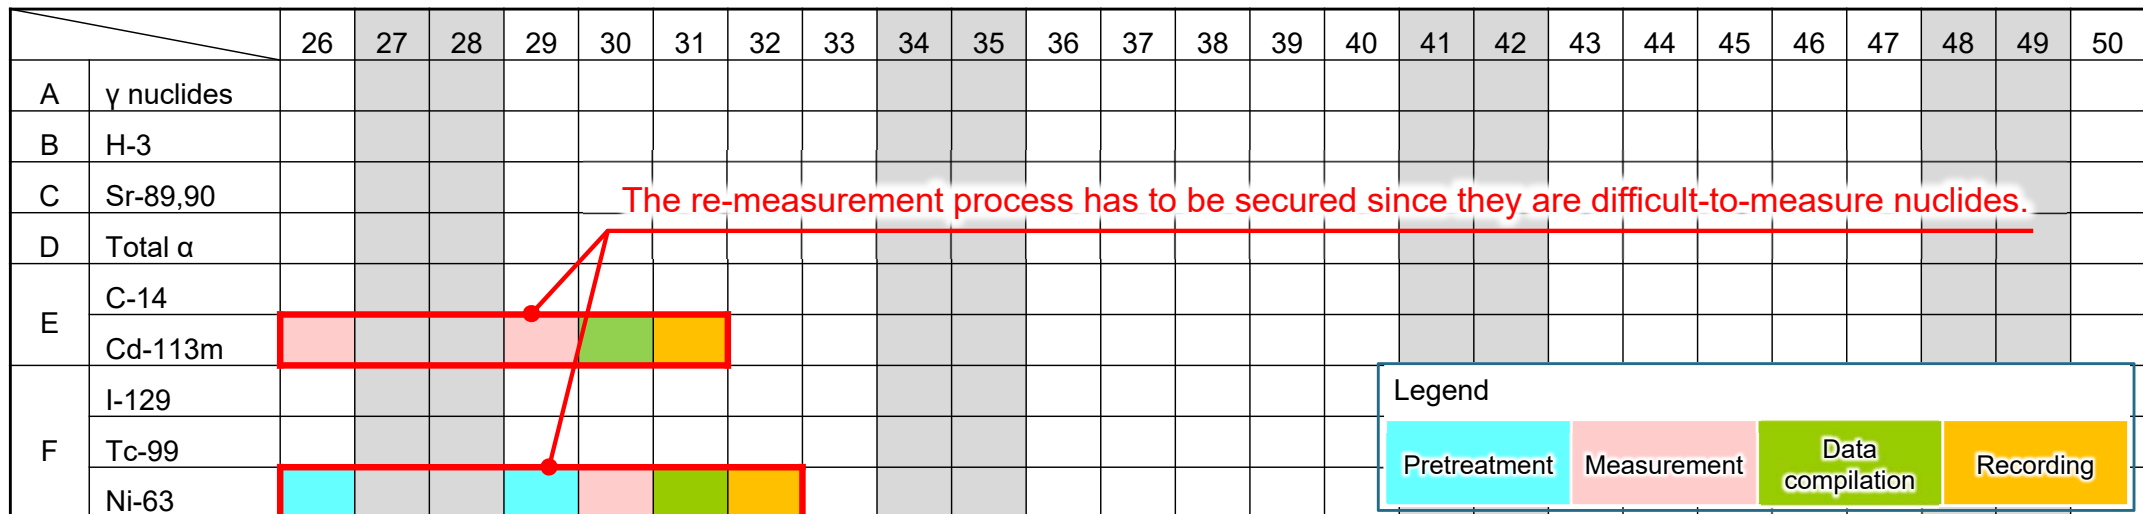 26 27 28 29 30 31 32 33 34 35 36 37 38 39 40 41 42 43 44 45 46 47 48 49 50
A γ nuclides
B H-3
C Sr-89,90
The re-measurement process has to be secured since they are difficult-to-measure nuclides.
D Total α
E
C-14
Cd-113m
F
I-129
Tc-99
Ni-63
Legend
Pretreatment
Measurement
Data
compilation
Recording